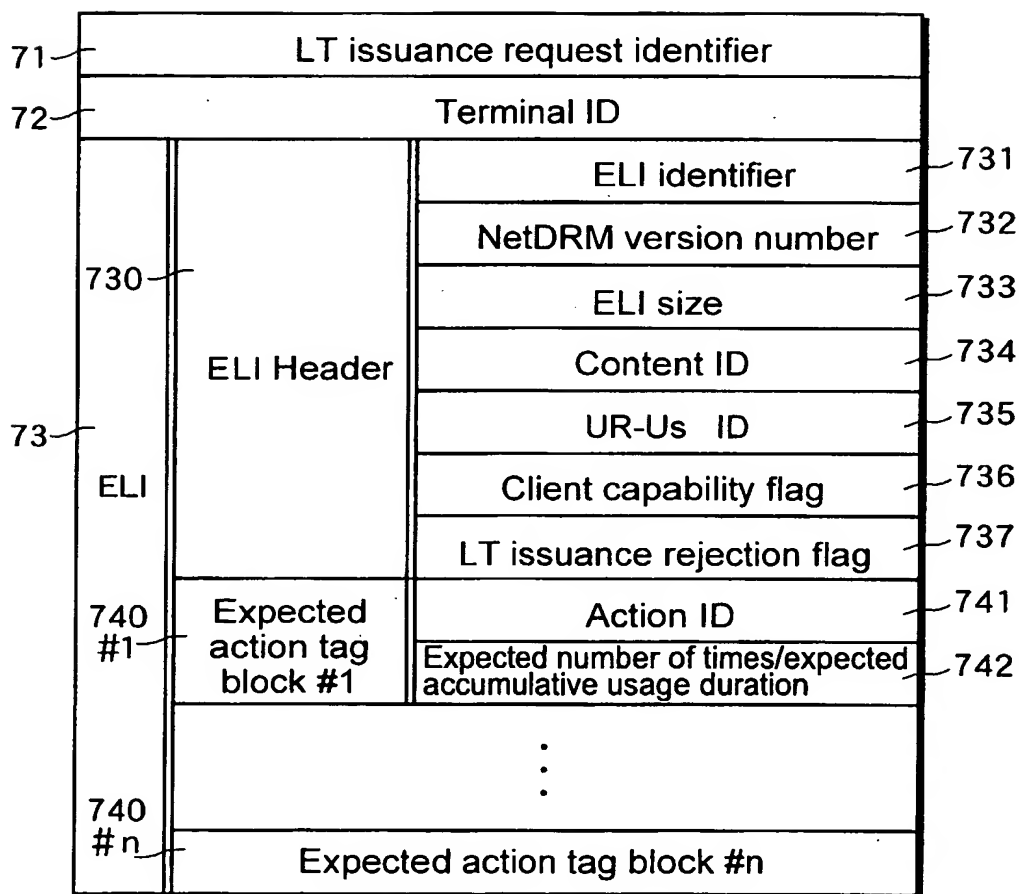 71
LT issuance request identifier
72
Terminal ID
731
ELI identifier
732
NetDRM version number
730
733
ELI size
ELI Header
734
Content ID
73
735
UR-Us ID
ELI
736
Client capability flag
737
LT issuance rejection flag
740
#1
Expected
action tag
block #1
741
Action ID
Expected number of times/expected
accumulative usage duration
742
740
#n
Expected action tag block #n